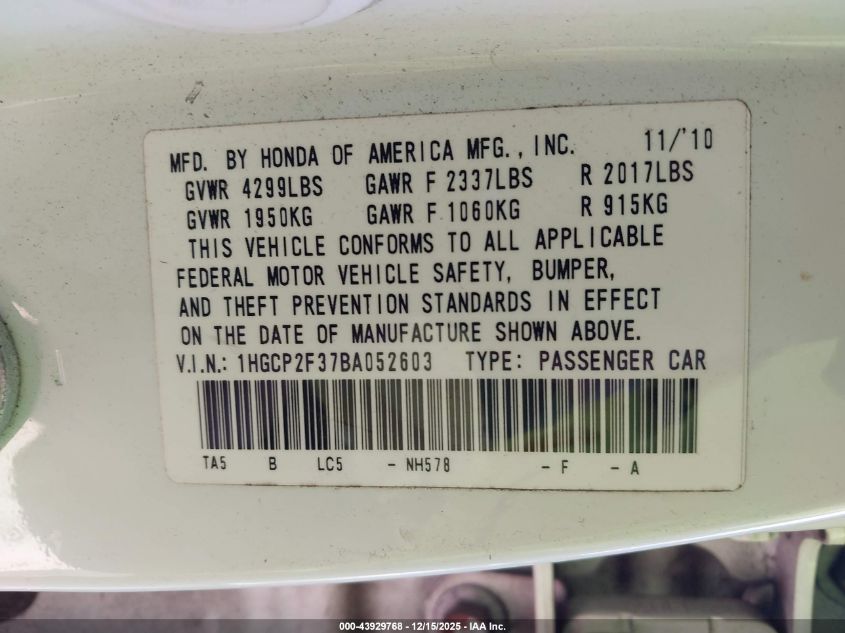 MFD. BY HONDA OF AMERICA MFG., INC. 11/'10
GVWR 4299LBS GAWR F 2337LBS R 2017LBS
GVWR 1950KG GAWR F 1060KG R 915KG
THIS VEHICLE CONFORMS TO ALL APPLICABLE
FEDERAL MOTOR VEHICLE SAFETY, BUMPER,
AND THEFT PREVENTION STANDARDS IN EFFECT
ON THE DATE OF MANUFACTURE SHOWN ABOVE.
V.I.N.: 1HGCP2F37BA052603 TYPE: PASSENGER CAR
TA5 B LC5 - NH578 - F - A
000-43929768 - 12/15/2025 - IAA Inc.